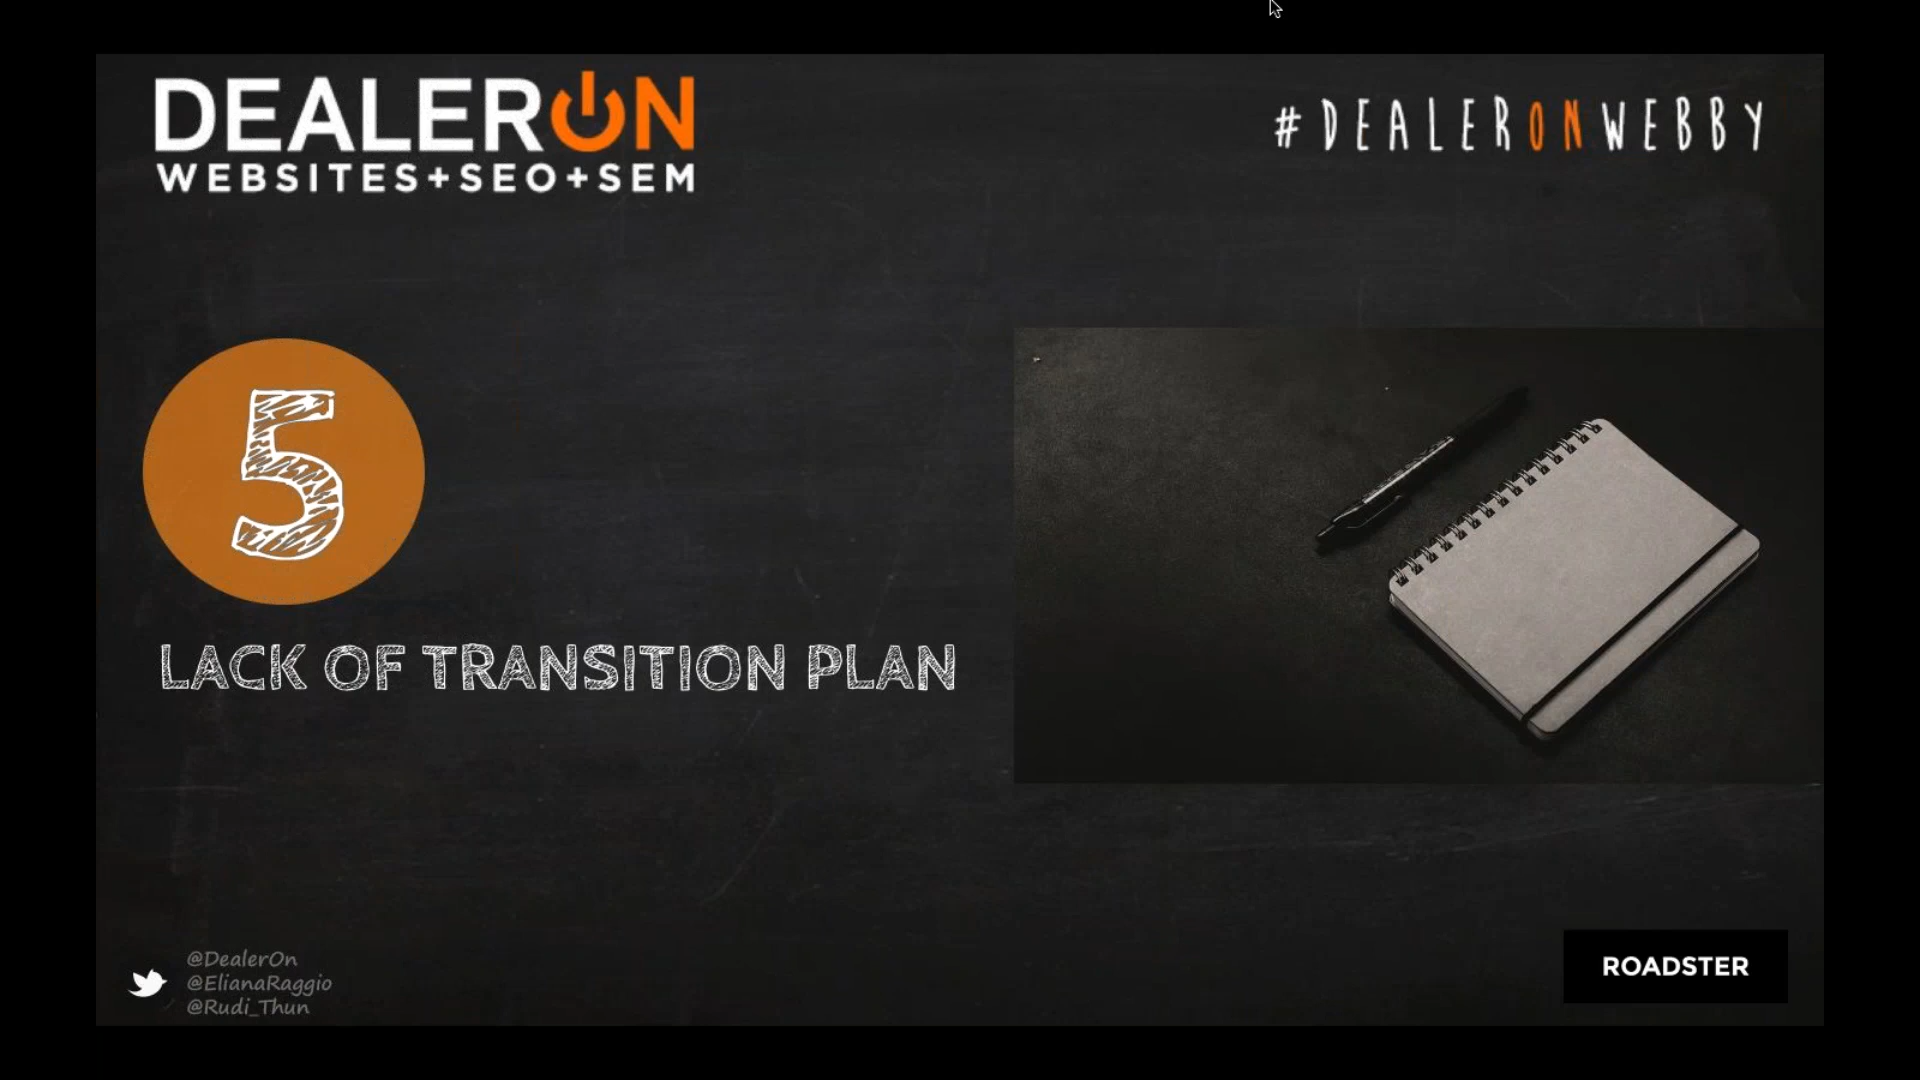 DEALERON
WEBSITES+SEO+SEM
#DEALERONWEBBY
5
LACK OF TRANSITION PLAN
@DealerOn
@ElianaRaggio
@Rudi_Thun
ROADSTER